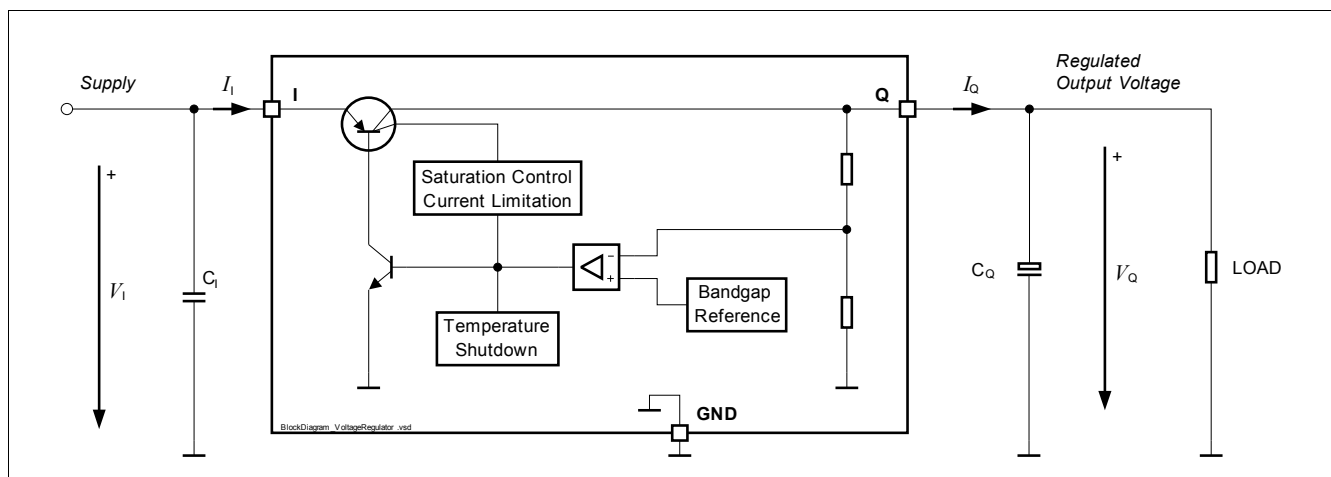 Supply
I_I
I
Q
I_Q
Regulated
Output Voltage
+
Saturation Control
Current Limitation
+
V_I
C_I
−
+
Bandgap
Reference
Temperature
Shutdown
C_Q
V_Q
LOAD
GND
BlockDiagram_VoltageRegulator .vsd